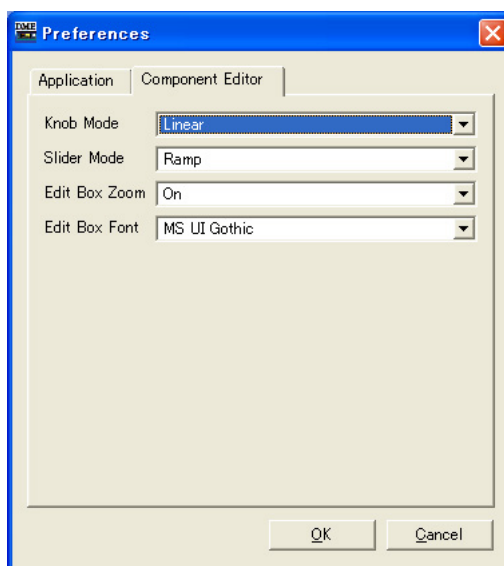 DME
Preferences
Application Component Editor
Knob Mode Linear
Slider Mode Ramp
Edit Box Zoom On
Edit Box Font MS UI Gothic
OK Cancel